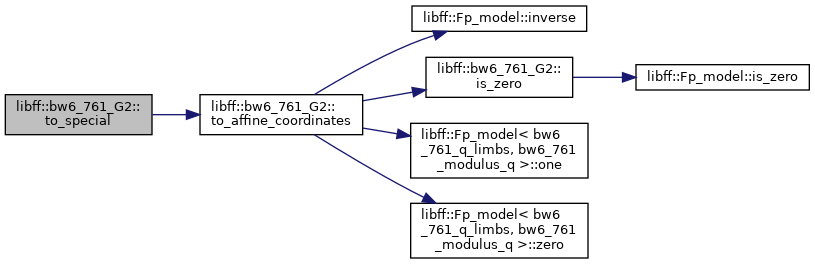 libff::bw6_761_G2::
to_special
libff::bw6_761_G2::
to_affine_coordinates
libff::Fp_model::inverse
libff::bw6_761_G2::
is_zero
libff::Fp_model::is_zero
libff::Fp_model< bw6
_761_q_limbs, bw6_761
_modulus_q >::one
libff::Fp_model< bw6
_761_q_limbs, bw6_761
_modulus_q >::zero